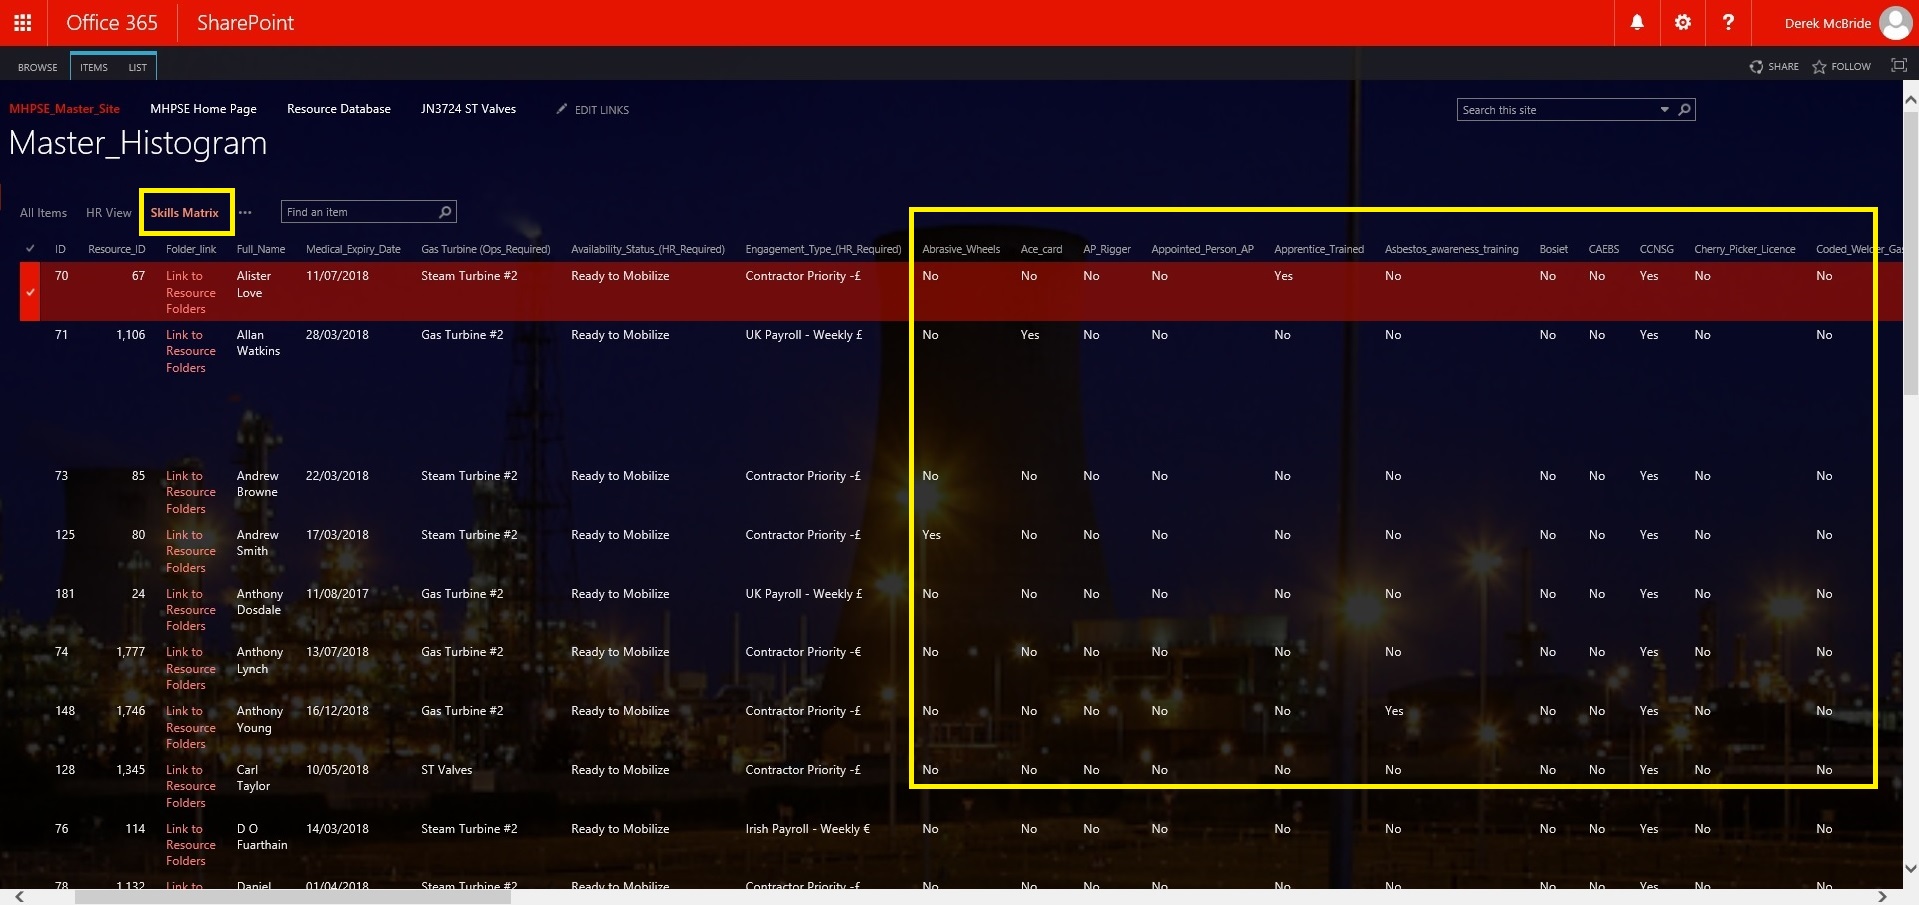 Office 365 SharePoint ? Derek McBride
BROWSE ITEMS LIST SHARE FOLLOW
MHPSE_Master_Site MHPSE Home Page Resource Database JN3724 ST Valves EDIT LINKS Search this site
Master_Histogram
All Items HR View Skills Matrix ... Find an item
ID Resource_ID Folder_link Full_Name Medical_Expiry_Date Gas Turbine (Ops_Required) Availability_Status_(HR_Required) Engagement_Type_(HR_Required) Abrasive_Wheels Ace_card AP_Rigger Appointed_Person_AP Apprentice_Trained Asbestos_awareness_training Bosiet CAEBS CCNSG Cherry_Picker_Licence Coded_Welder_Gas
70 67 Link to Alister 11/07/2018 Steam Turbine #2 Ready to Mobilize Contractor Priority -£ No No No No Yes No No No Yes No No
Resource Love
Folders
71 1,106 Link to Allan 28/03/2018 Gas Turbine #2 Ready to Mobilize UK Payroll - Weekly £ No Yes No No No No No No Yes No No
Resource Watkins
Folders
73 85 Link to Andrew 22/03/2018 Steam Turbine #2 Ready to Mobilize Contractor Priority -£ No No No No No No No No Yes No No
Resource Browne
Folders
125 80 Link to Andrew 17/03/2018 Steam Turbine #2 Ready to Mobilize Contractor Priority -£ Yes No No No No No No No Yes No No
Resource Smith
Folders
181 24 Link to Anthony 11/08/2017 Gas Turbine #2 Ready to Mobilize UK Payroll - Weekly £ No No No No No No No No Yes No No
Resource Dosdale
Folders
74 1,777 Link to Anthony 13/07/2018 Gas Turbine #2 Ready to Mobilize Contractor Priority -€ No No No No No No No No Yes No No
Resource Lynch
Folders
148 1,746 Link to Anthony 16/12/2018 Gas Turbine #2 Ready to Mobilize Contractor Priority -£ No No No No No Yes No No Yes No No
Resource Young
Folders
128 1,345 Link to Carl 10/05/2018 ST Valves Ready to Mobilize Contractor Priority -£ No No No No No No No No Yes No No
Resource Taylor
Folders
76 114 Link to D O 14/03/2018 Steam Turbine #2 Ready to Mobilize Irish Payroll - Weekly € No No No No No No No No Yes No No
Resource Fuarthain
Folders
78 1,132 Link to Daniel 01/04/2018 Steam Turbine #2 Ready to Mobilize Contractor Priority -£ No No No No No No No No Yes No No